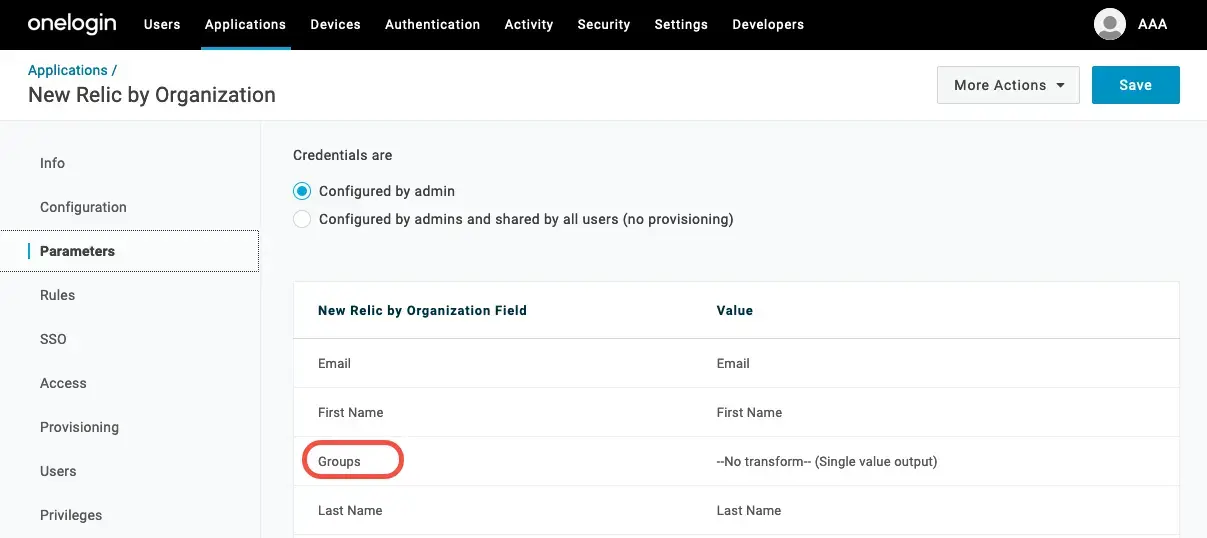 onelogin Users Applications Devices Authentication Activity Security Settings Developers AAA
Applications /
New Relic by Organization
More Actions Save
Info
Configuration
Parameters
Rules
SSO
Access
Provisioning
Users
Privileges
Credentials are
Configured by admin
Configured by admins and shared by all users (no provisioning)
New Relic by Organization Field Value
Email Email
First Name First Name
Groups --No transform-- (Single value output)
Last Name Last Name